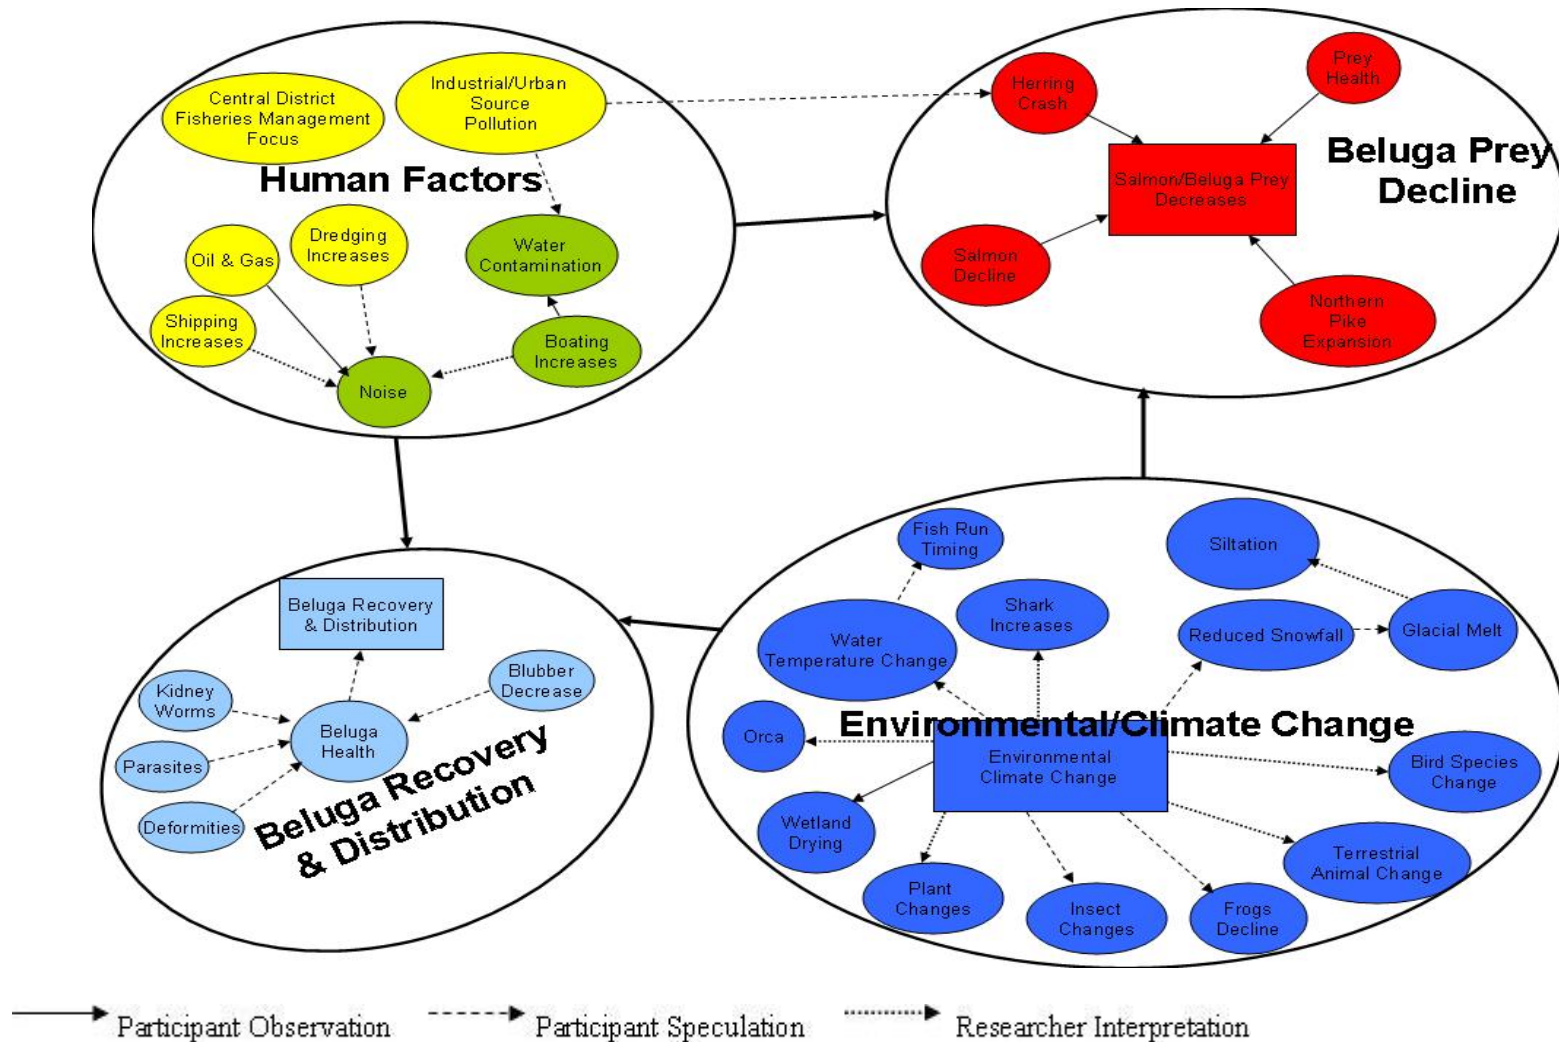 Central District
Fisheries Management
Focus
Industrial/Urban
Source
Pollution
Human Factors
Oil & Gas
Dredging
Increases
Water
Contamination
Shipping
Increases
Boating
Increases
Noise
Herring
Crash
Prey
Health
Beluga Prey
Decline
Salmon/Beluga Prey
Decreases
Salmon
Decline
Northern
Pike
Expansion
Beluga Recovery
& Distribution
Kidney
Worms
Blubber
Decrease
Beluga
Health
Parasites
Deformities
Beluga Recovery
& Distribution
Fish Run
Timing
Siltation
Shark
Increases
Water
Temperature Change
Reduced Snowfall
Glacial Melt
Orca
Environmental/Climate Change
Environmental
Climate Change
Bird Species
Change
Wetland
Drying
Terrestrial
Animal Change
Plant
Changes
Insect
Changes
Frogs
Decline
Participant Observation
Participant Speculation
Researcher Interpretation